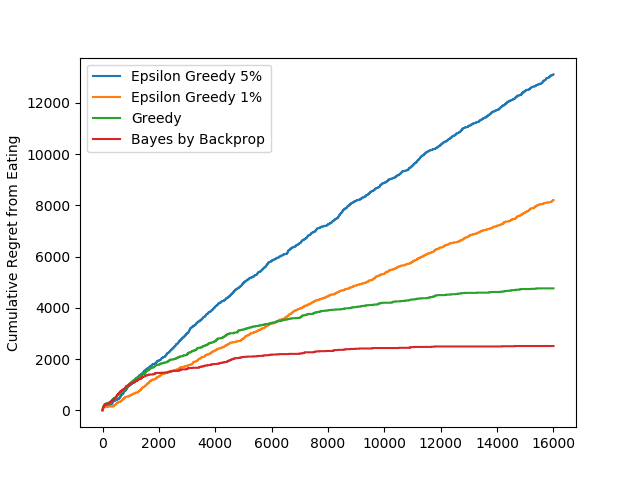 Epsilon Greedy 5%
Epsilon Greedy 1%
Greedy
Bayes by Backprop
Cumulative Regret from Eating
12000
10000
8000
6000
4000
2000
0
0 2000 4000 6000 8000 10000 12000 14000 16000